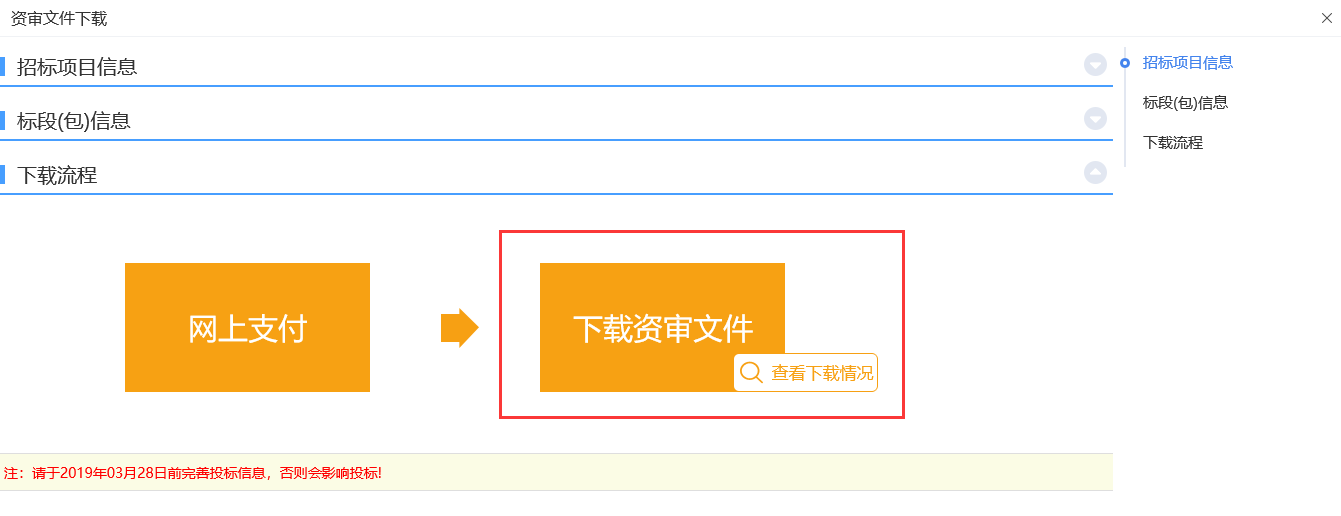 资审文件下载
招标项目信息
标段(包)信息
下载流程
招标项目信息
标段(包)信息
下载流程
网上支付
下载资审文件
查看下载情况
注：请于2019年03月28日前完善投标信息，否则会影响投标!